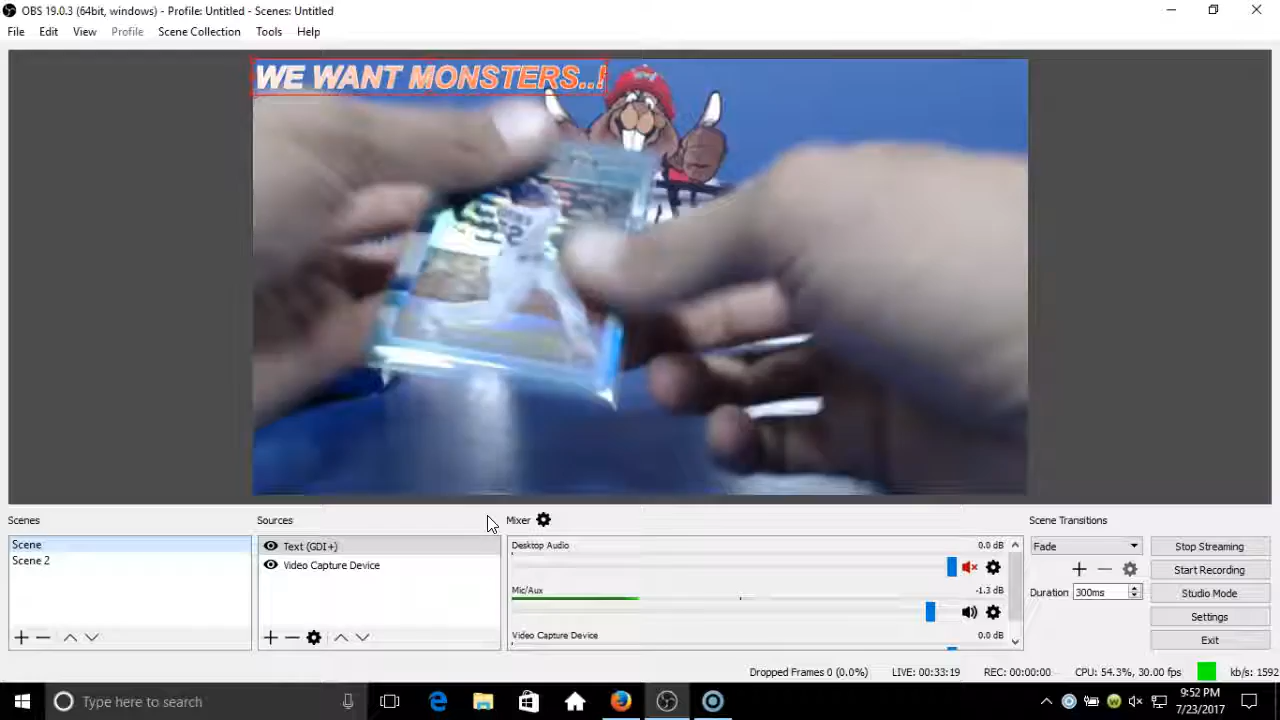 OBS 19.0.3 (64bit, windows) - Profile: Untitled - Scenes: Untitled
File Edit View Profile Scene Collection Tools Help
WE WANT MONSTERS..!
Scenes
Scene
Scene 2
Sources
Text (GDI+)
Video Capture Device
Mixer
Desktop Audio 0.0 dB
Mic/Aux -1.3 dB
Video Capture Device 0.0 dB
Scene Transitions
Fade
Duration 300ms
Stop Streaming
Start Recording
Studio Mode
Settings
Exit
Dropped Frames 0 (0.0%) LIVE: 00:33:19 REC: 00:00:00 CPU: 54.3%, 30.00 fps kb/s: 1592
Type here to search
9:52 PM
7/23/2017